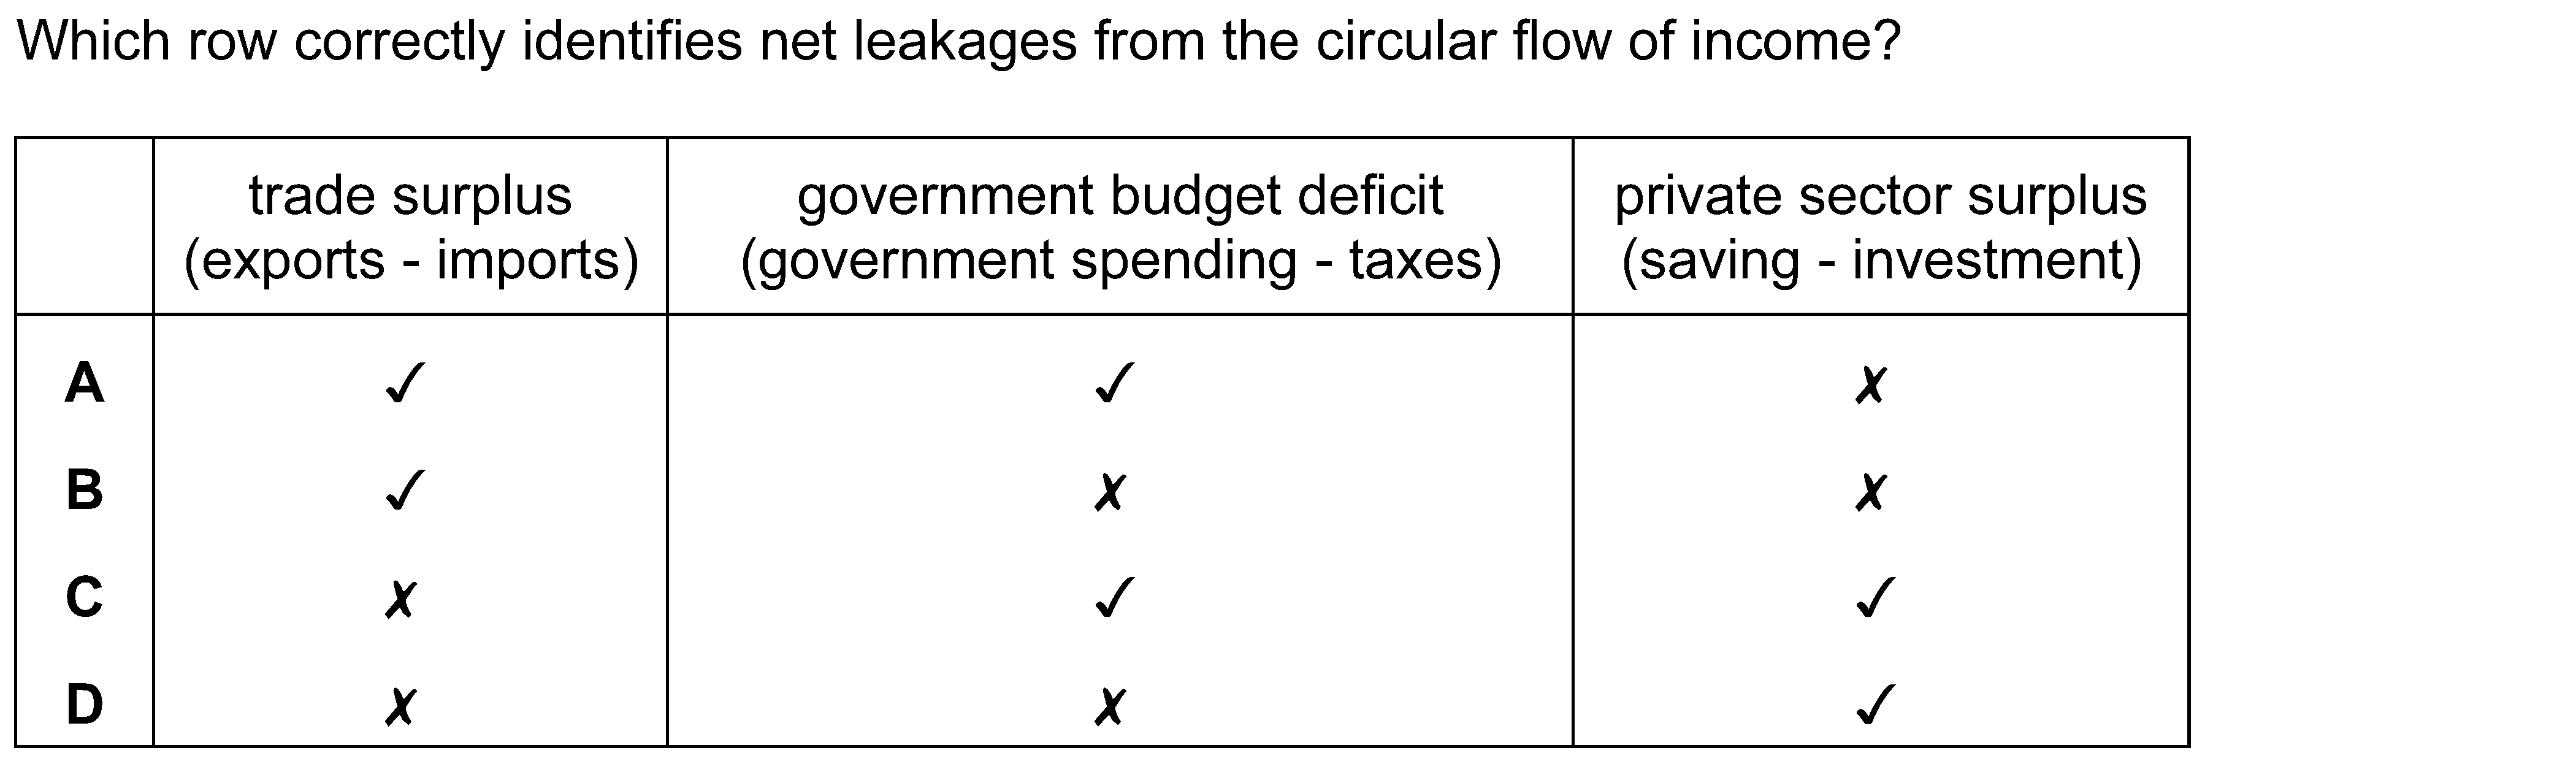 Which row correctly identifies net leakages from the circular flow of income?
trade surplus
(exports - imports)
government budget deficit
(government spending - taxes)
private sector surplus
(saving - investment)
A ✓ ✓ ✗
B ✓ ✗ ✗
C ✗ ✓ ✓
D ✗ ✗ ✓